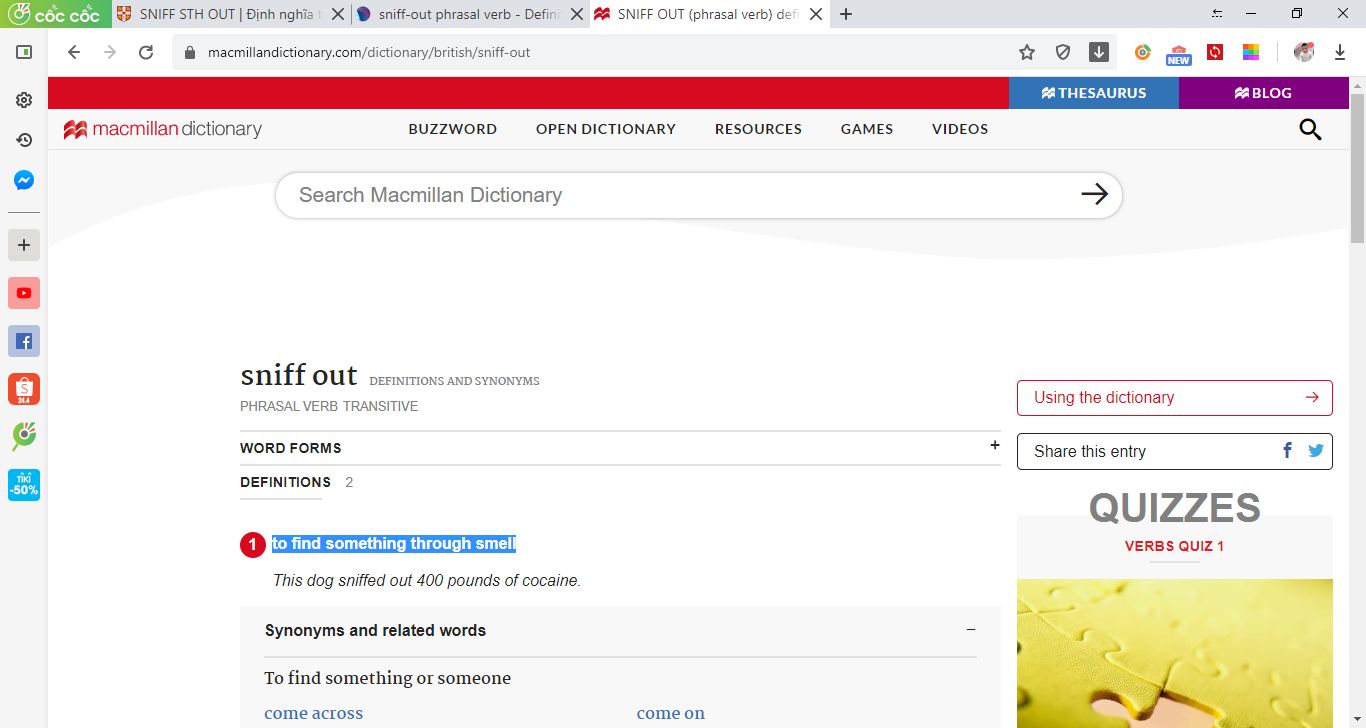 cốc cốc
SNIFF STH OUT | Định nghĩa
sniff-out phrasal verb - Defini
SNIFF OUT (phrasal verb) defi
macmillandictionary.com/dictionary/british/sniff-out
NEW
THESAURUS
BLOG
macmillan dictionary
BUZZWORD
OPEN DICTIONARY
RESOURCES
GAMES
VIDEOS
Search Macmillan Dictionary
24.4
TIKI
-50%
sniff out DEFINITIONS AND SYNONYMS
PHRASAL VERB TRANSITIVE
WORD FORMS +
DEFINITIONS 2
1 to find something through smell
This dog sniffed out 400 pounds of cocaine.
Synonyms and related words −
To find something or someone
come across
come on
Using the dictionary
Share this entry
QUIZZES
VERBS QUIZ 1